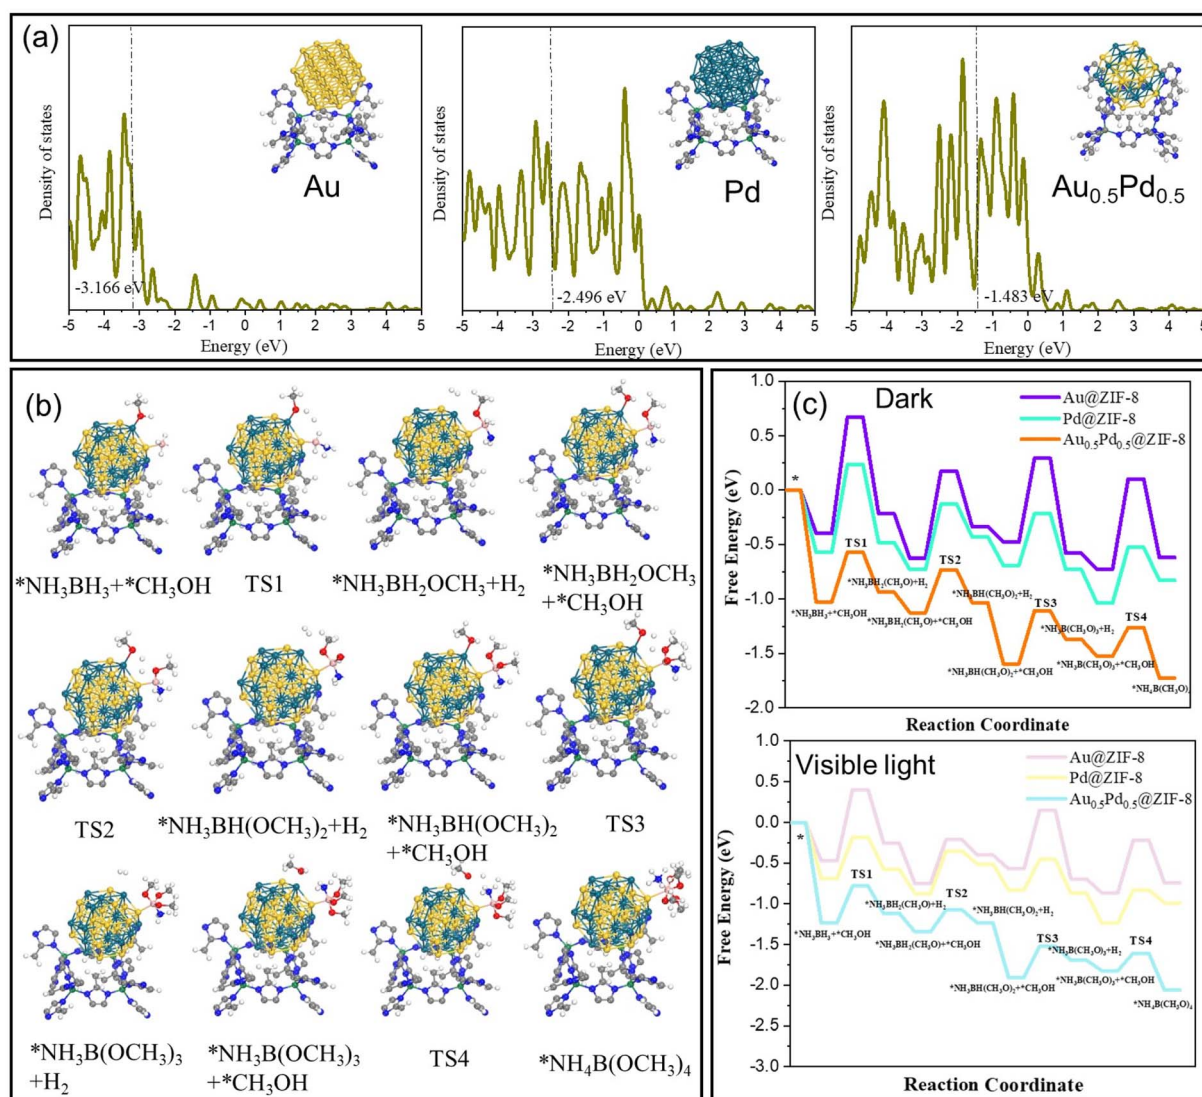 (a)
Density of states
Au
-3.166 eV
-5 -4 -3 -2 -1 0 1 2 3 4 5
Energy (eV)
Density of states
Pd
-2.496 eV
-5 -4 -3 -2 -1 0 1 2 3 4 5
Energy (eV)
Density of states
Au0.5Pd0.5
-1.483 eV
-5 -4 -3 -2 -1 0 1 2 3 4 5
Energy (eV)
(b)
*NH3BH3+*CH3OH
TS1
*NH3BH2OCH3+H2
*NH3BH2OCH3
+*CH3OH
TS2
*NH3BH(OCH3)2+H2
*NH3BH(OCH3)2
+*CH3OH
TS3
*NH3B(OCH3)3
+H2
*NH3B(OCH3)3
+*CH3OH
TS4
*NH4B(OCH3)4
(c)
Dark
Au@ZIF-8
Pd@ZIF-8
Au0.5Pd0.5@ZIF-8
Free Energy (eV)
1.0
0.5
0.0
-0.5
-1.0
-1.5
-2.0
*
TS1
TS2
TS3
TS4
*NH3BH3+*CH3OH
*NH3BH2(CH3O)+H2
*NH3BH2(CH3O)+*CH3OH
*NH3BH(CH3O)2+H2
*NH3BH(CH3O)2+*CH3OH
*NH3B(CH3O)3+H2
*NH3B(CH3O)3+*CH3OH
*NH4B(CH3O)4
Reaction Coordinate
Visible light
Au@ZIF-8
Pd@ZIF-8
Au0.5Pd0.5@ZIF-8
Free Energy (eV)
1.0
0.5
0.0
-0.5
-1.0
-1.5
-2.0
-2.5
-3.0
*
TS1
TS2
TS3
TS4
*NH3BH3+*CH3OH
*NH3BH2(CH3O)+H2
*NH3BH2(CH3O)+*CH3OH
*NH3BH(CH3O)2+H2
*NH3BH(CH3O)2+*CH3OH
*NH3B(CH3O)3+H2
*NH3B(CH3O)3+*CH3OH
*NH4B(CH3O)4
Reaction Coordinate